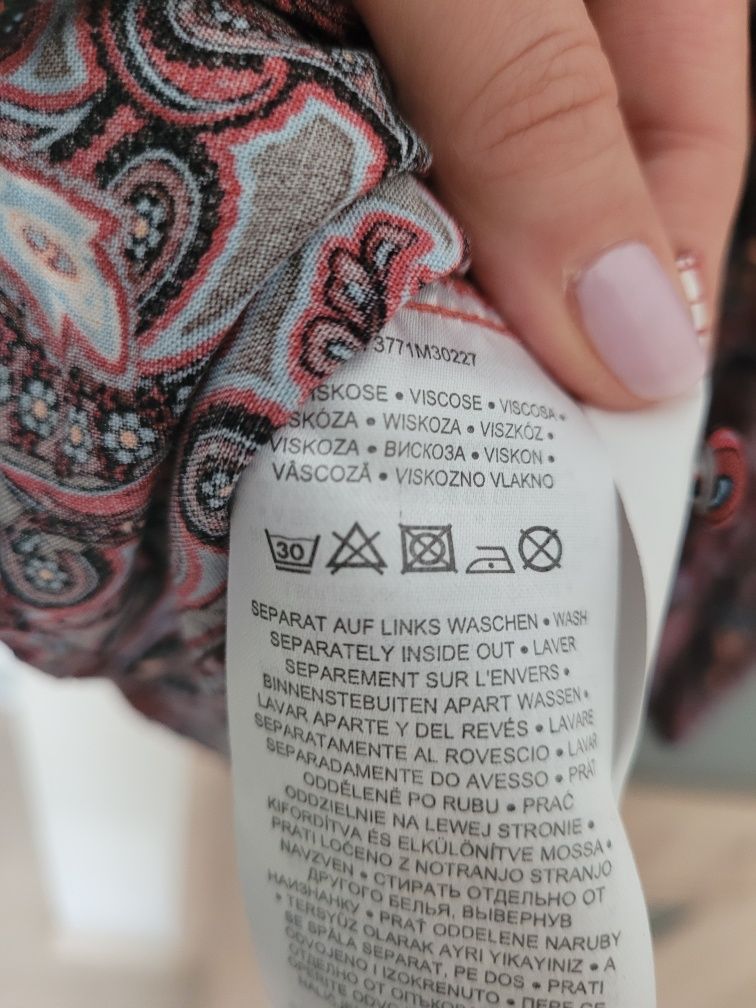 3771M30227
VISKOSE • VISCOSE • VISCOSA •
VISKÓZA • WISKOZA • VISZKÓZ •
VISKOZA • ВИСКОЗА • VISKON •
VÂSCOZĂ • VISKOZNO VLAKNO
30
SEPARAT AUF LINKS WASCHEN • WASH
SEPARATELY INSIDE OUT • LAVER
SEPAREMENT SUR L'ENVERS •
BINNENSTEBUITEN APART WASSEN •
LAVAR APARTE Y DEL REVÉS • LAVARE
SEPARATAMENTE AL ROVESCIO • LAVAR
SEPARADAMENTE DO AVESSO • PRÁT
ODDĚLENĚ PO RUBU • PRAĆ
ODDZIELNIE NA LEWEJ STRONIE •
KIFORDÍTVA ÉS ELKÜLÖNÍTVE MOSSA •
PRATI LOČENO Z NOTRANJO STRANJO
NAVZVEN • СТИРАТЬ ОТДЕЛЬНО ОТ
ДРУГОГО БЕЛЬЯ, ВЫВЕРНУВ
НАИЗНАНКУ • PRAŤ ODDELENE NARUBY
• TERSYÜZ OLARAK AYRI YIKAYINIZ • A
SE SPĂLA SEPARAT, PE DOS • PRATI
ODVOJENO I IZOKRENUTO • ПЕРЕ СЕ